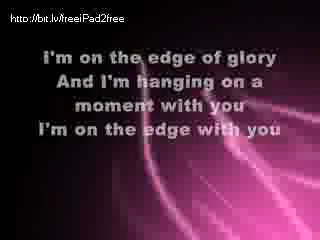 http://bit.lv/freeiPad2free
I'm on the edge of glory
And I'm hanging on a
moment with you
I'm on the edge with you